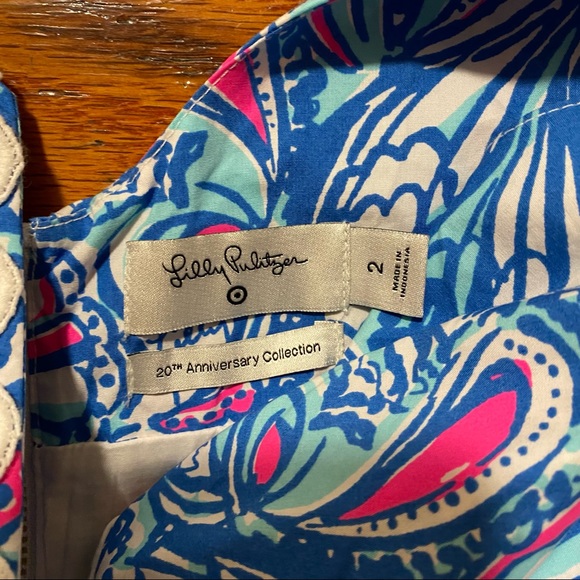 Lilly Pulitzer
2
MADE IN
INDONESIA
20TH Anniversary Collection